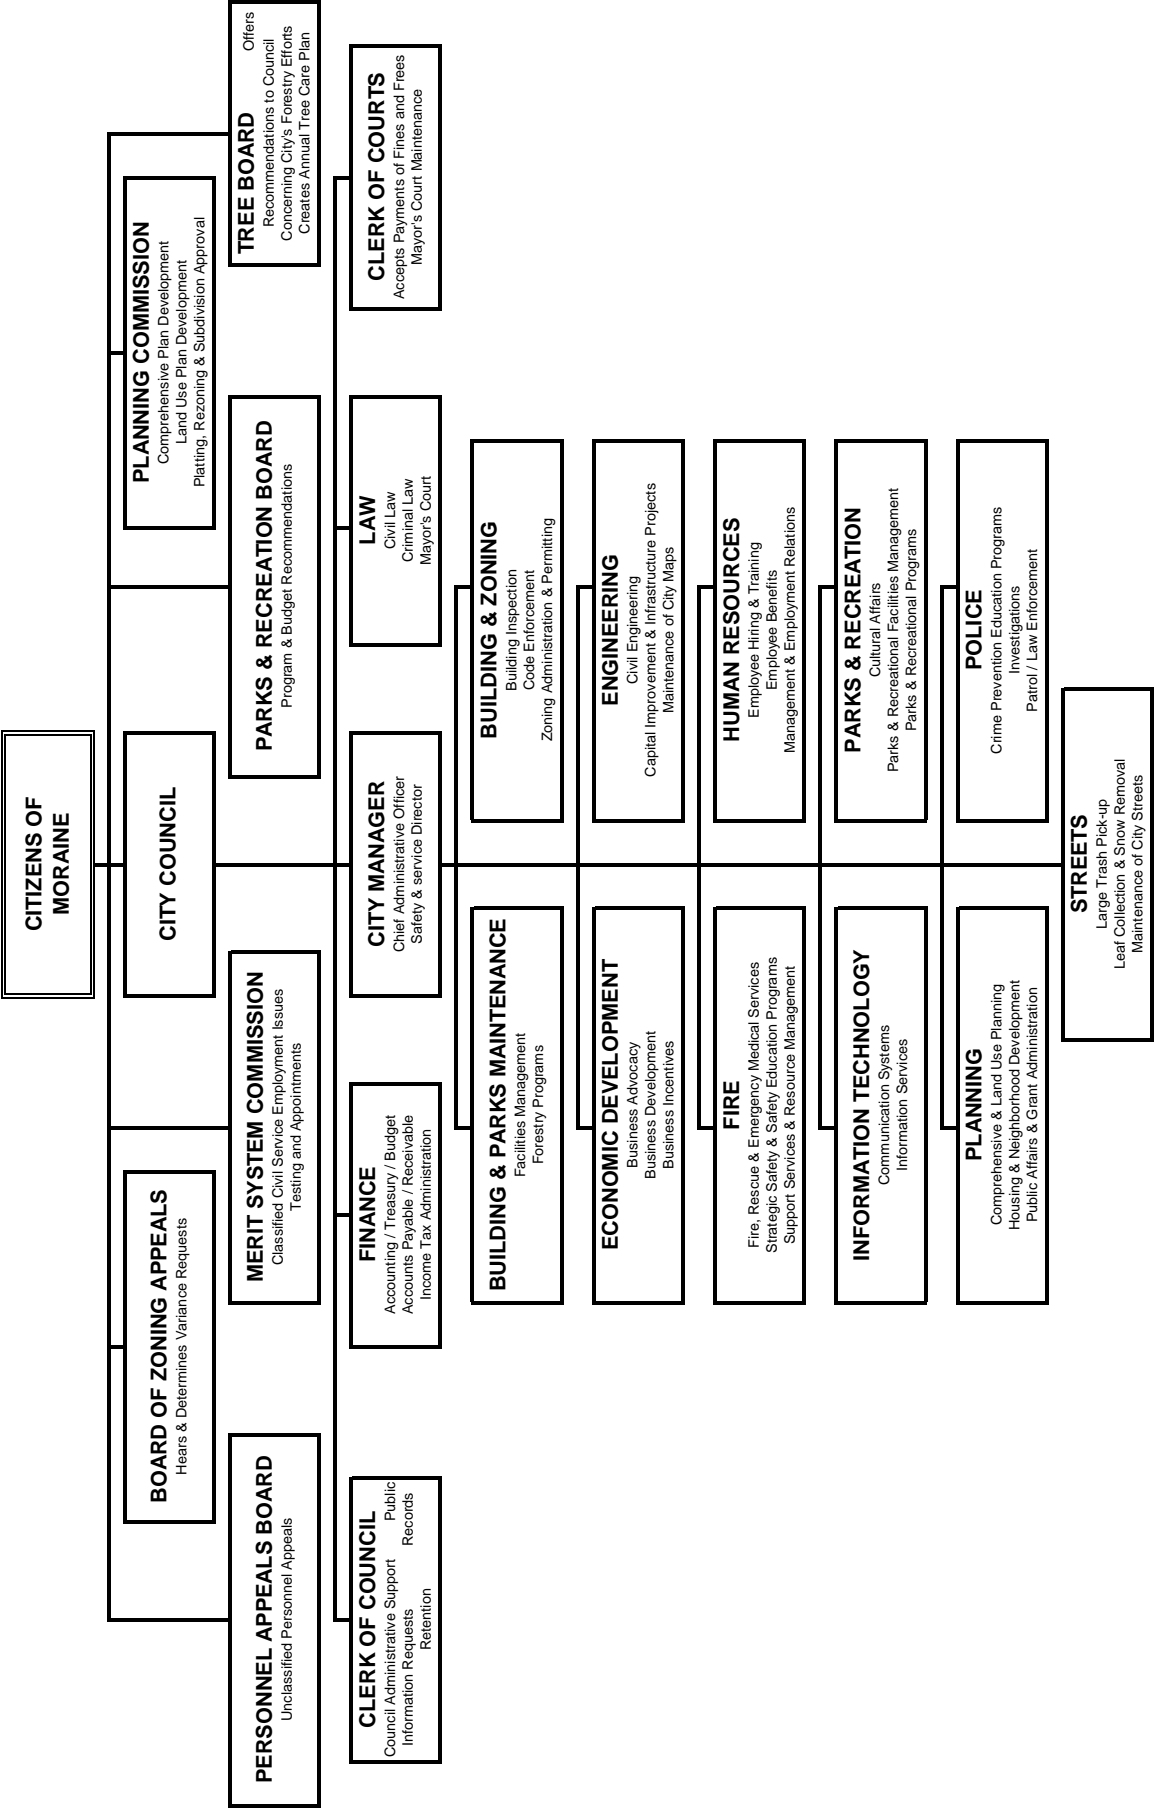 CITIZENS OF
MORAINE
BOARD OF ZONING APPEALS
Hears & Determines Variance Requests
CITY COUNCIL
PLANNING COMMISSION
Comprehensive Plan Development
Land Use Plan Development
Platting, Rezoning & Subdivision Approval
PERSONNEL APPEALS BOARD
Unclassified Personnel Appeals
MERIT SYSTEM COMMISSION
Classified Civil Service Employment Issues
Testing and Appointments
PARKS & RECREATION BOARD
Program & Budget Recommendations
TREE BOARD Offers
Recommendations to Council
Concerning City's Forestry Efforts
Creates Annual Tree Care Plan
CLERK OF COUNCIL
Council Administrative Support Public
Information Requests Records
Retention
FINANCE
Accounting / Treasury / Budget
Accounts Payable / Receivable
Income Tax Administration
CITY MANAGER
Chief Administrative Officer
Safety & service Director
LAW
Civil Law
Criminal Law
Mayor's Court
CLERK OF COURTS
Accepts Payments of Fines and Frees
Mayor's Court Maintenance
BUILDING & PARKS MAINTENANCE
Facilities Management
Forestry Programs
BUILDING & ZONING
Building Inspection
Code Enforcement
Zoning Administration & Permitting
ECONOMIC DEVELOPMENT
Business Advocacy
Business Development
Business Incentives
ENGINEERING
Civil Engineering
Capital Improvement & Infrastructure Projects
Maintenance of City Maps
FIRE
Fire, Rescue & Emergency Medical Services
Strategic Safety & Safety Education Programs
Support Services & Resource Management
HUMAN RESOURCES
Employee Hiring & Training
Employee Benefits
Management & Employment Relations
INFORMATION TECHNOLOGY
Communication Systems
Information Services
PARKS & RECREATION
Cultural Affairs
Parks & Recreational Facilities Management
Parks & Recreational Programs
PLANNING
Comprehensive & Land Use Planning
Housing & Neighborhood Development
Public Affairs & Grant Administration
POLICE
Crime Prevention Education Programs
Investigations
Patrol / Law Enforcement
STREETS
Large Trash Pick-up
Leaf Collection & Snow Removal
Maintenance of City Streets